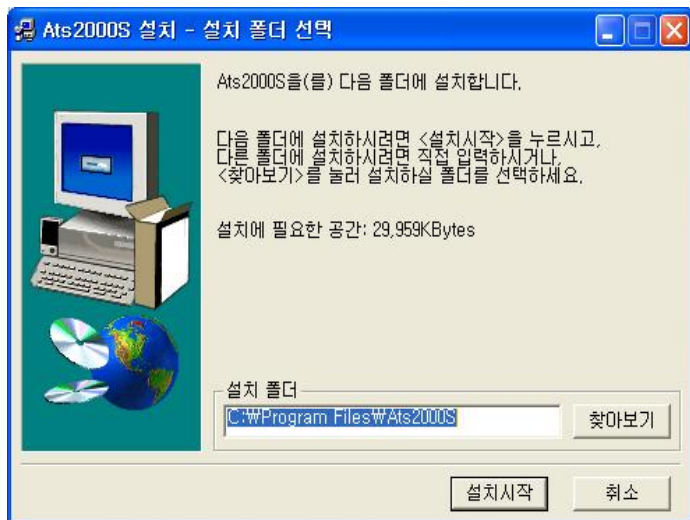 Ats2000S 설치 - 설치 폴더 선택
Ats2000S을(를) 다음 폴더에 설치합니다.
다음 폴더에 설치하시려면 <설치시작>을 누르시고,
다른 폴더에 설치하시려면 직접 입력하시거나,
<찾아보기>를 눌러 설치하실 폴더를 선택하세요.
설치에 필요한 공간: 29,959KBytes
설치 폴더
C:₩Program Files₩Ats2000S
찾아보기
설치시작
취소